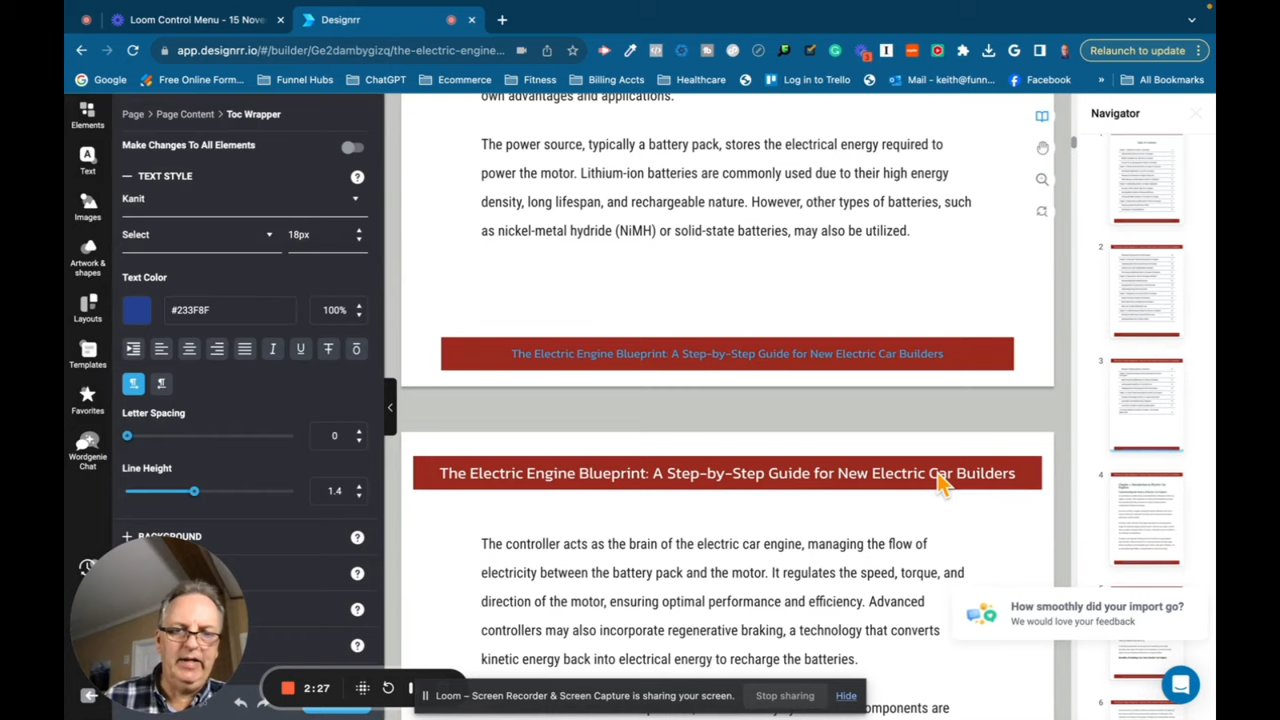 Loom Control Menu - 15 Nove
Designrr
app.designrr.io/#/builder/Ge2dambygizq/the-electric-engine...
3
Relaunch to update
Google
Free Online Form...
Funnel Hubs
ChatGPT
Ecommerce
Fitness
Billing Accts
Healthcare
Log in to Trello
Mail - keith@funn...
Facebook
»
All Bookmarks
Elements
Text
Images
Artwork &
shapes
Layouts
Templates
Favorites
Wordgenie
Chat
Page > Page Content > Toc Wrapper
Make Changes To All Elements
TEXT STYLE
Kanit
Select
18px
Text Color
#233F8F
100%
Letter Spacing
0
Line Height
1.4
BACKGROUND
own advantages and applications.
The power source, typically a battery pack, stores the electrical energy required to
power the motor. Lithium-ion batteries are commonly used due to their high energy
density, long lifespan, and rechargeable nature. However, other types of batteries, such
as nickel-metal hydride (NiMH) or solid-state batteries, may also be utilized.
The Electric Engine Blueprint: A Step-by-Step Guide for New Electric Car Builders
The Electric Engine Blueprint: A Step-by-Step Guide for New Electric Car Builders
The controller acts as the brain of the electric car engine, managing the flow of
electricity between the battery pack and the motor. It regulates the speed, torque, and
direction of the motor, ensuring optimal performance and efficiency. Advanced
controllers may also incorporate regenerative braking, a technology that converts
kinetic energy back into electrical energy to recharge the batteries.
components are
Navigator
2
3
4
6
How smoothly did your import go?
We would love your feedback
2:27
Loom – Screen Recorder & Screen Capture is sharing your screen.
Stop sharing
Hide